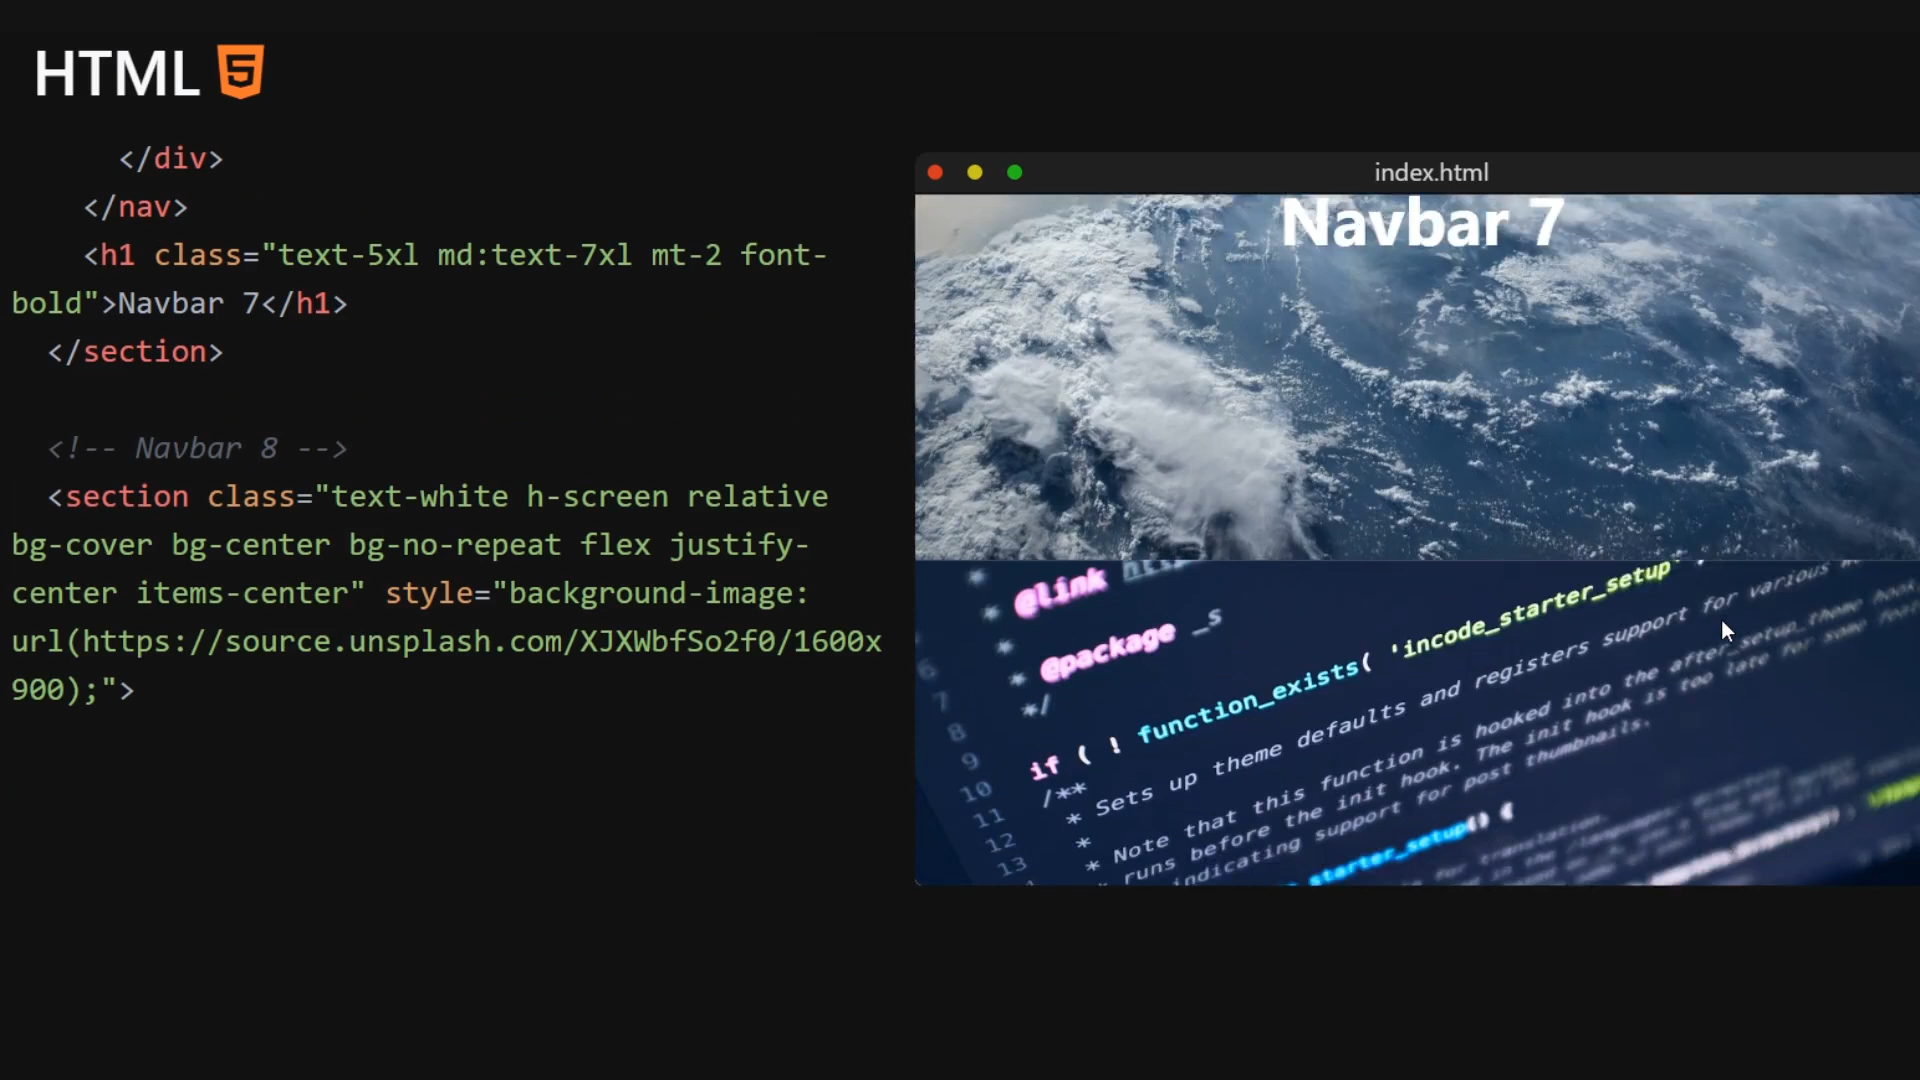 HTML 5
</div>
</nav>
<h1 class="text-5xl md:text-7xl mt-2 font-
bold">Navbar 7</h1>
</section>
<!-- Navbar 8 -->
<section class="text-white h-screen relative
bg-cover bg-center bg-no-repeat flex justify-
center items-center" style="background-image:
url(https://source.unsplash.com/XJXWbfSo2f0/1600x
900);">
index.html
Navbar 7
* @link
* @package _s
7 */
8
9 if ( ! function_exists( 'incode_starter_setup'
10 /**
11 * Sets up theme defaults and registers support for various
12 *
13 * Note that this function is hooked into the after_setup_theme hook,
* runs before the init hook. The init hook is too late for some
indicating support for post thumbnails.
starter_setup() {